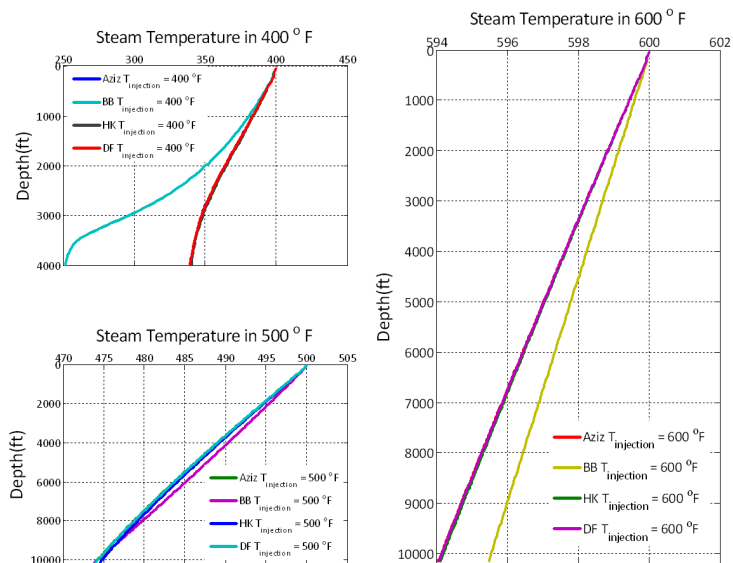 Steam Temperature in 400 ° F
250 300 350 400 450
0
1000
2000
3000
4000
Depth(ft)
Aziz T injection = 400 °F
BB T injection = 400 °F
HK T injection = 400 °F
DF T injection = 400 °F
Steam Temperature in 500 ° F
470 475 480 485 490 495 500 505
0
2000
4000
6000
8000
10000
Depth(ft)
Aziz T injection = 500 °F
BB T injection = 500 °F
HK T injection = 500 °F
DF T injection = 500 °F
Steam Temperature in 600 ° F
594 596 598 600 602
0
1000
2000
3000
4000
5000
6000
7000
8000
9000
10000
Depth(ft)
Aziz T injection = 600 °F
BB T injection = 600 °F
HK T injection = 600 °F
DF T injection = 600 °F